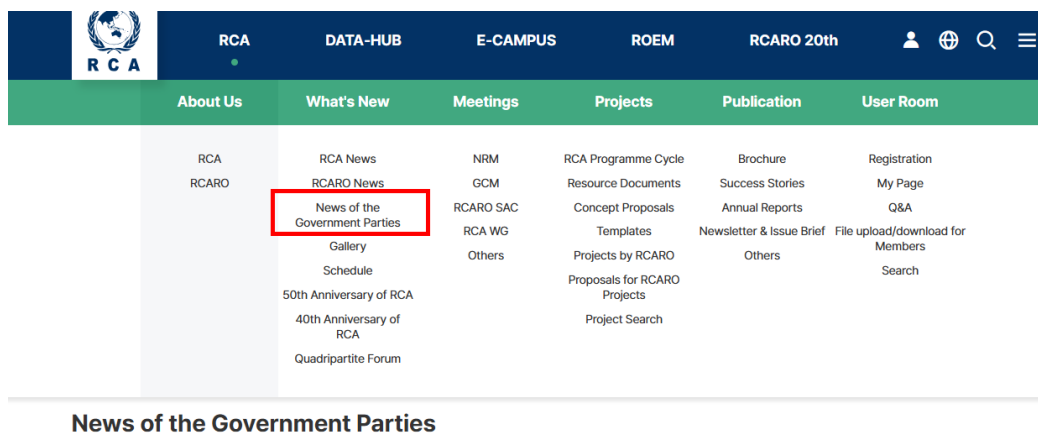 RCA
RCA DATA-HUB E-CAMPUS ROEM RCARO 20th
About Us What's New Meetings Projects Publication User Room
RCA
RCARO
RCA News
RCARO News
News of the
Government Parties
Gallery
Schedule
50th Anniversary of RCA
40th Anniversary of
RCA
Quadripartite Forum
NRM
GCM
RCARO SAC
RCA WG
Others
RCA Programme Cycle
Resource Documents
Concept Proposals
Templates
Projects by RCARO
Proposals for RCARO
Projects
Project Search
Brochure
Success Stories
Annual Reports
Newsletter & Issue Brief
Others
Registration
My Page
Q&A
File upload/download for
Members
Search
News of the Government Parties